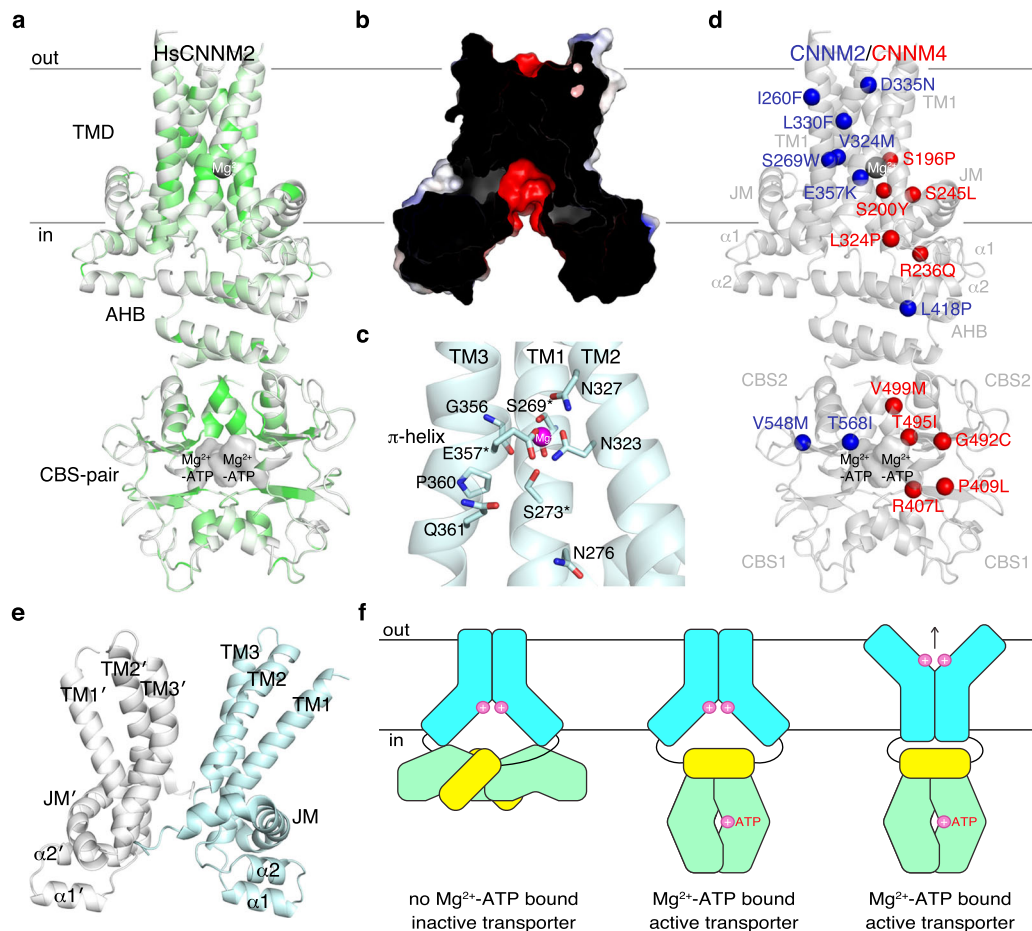 a
HsCNNM2
out
TMD
Mg²⁺
in
AHB
CBS-pair
Mg²⁺
-ATP
Mg²⁺
-ATP
b
c
TM3
TM1
TM2
N327
S269*
G356
π-helix
Mg²⁺
N323
E357*
P360
S273*
Q361
N276
d
CNNM2/CNNM4
D335N
I260F
TM1
L330F
TM1
V324M
S269W
Mg²⁺
S196P
JM
JM
E357K
S245L
S200Y
α1
L324P
α1
R236Q
α2
α2
L418P
AHB
CBS2
CBS2
V499M
V548M
T568I
T495I
G492C
Mg²⁺
-ATP
Mg²⁺
-ATP
P409L
R407L
CBS1
CBS1
e
TM3
TM2′
TM2
TM1′
TM3′
TM1
JM′
JM
α2′
α2
α1′
α1
f
out
+ +
+ +
+ +
in
+ ATP
+ ATP
no Mg²⁺-ATP bound
inactive transporter
Mg²⁺-ATP bound
active transporter
Mg²⁺-ATP bound
active transporter